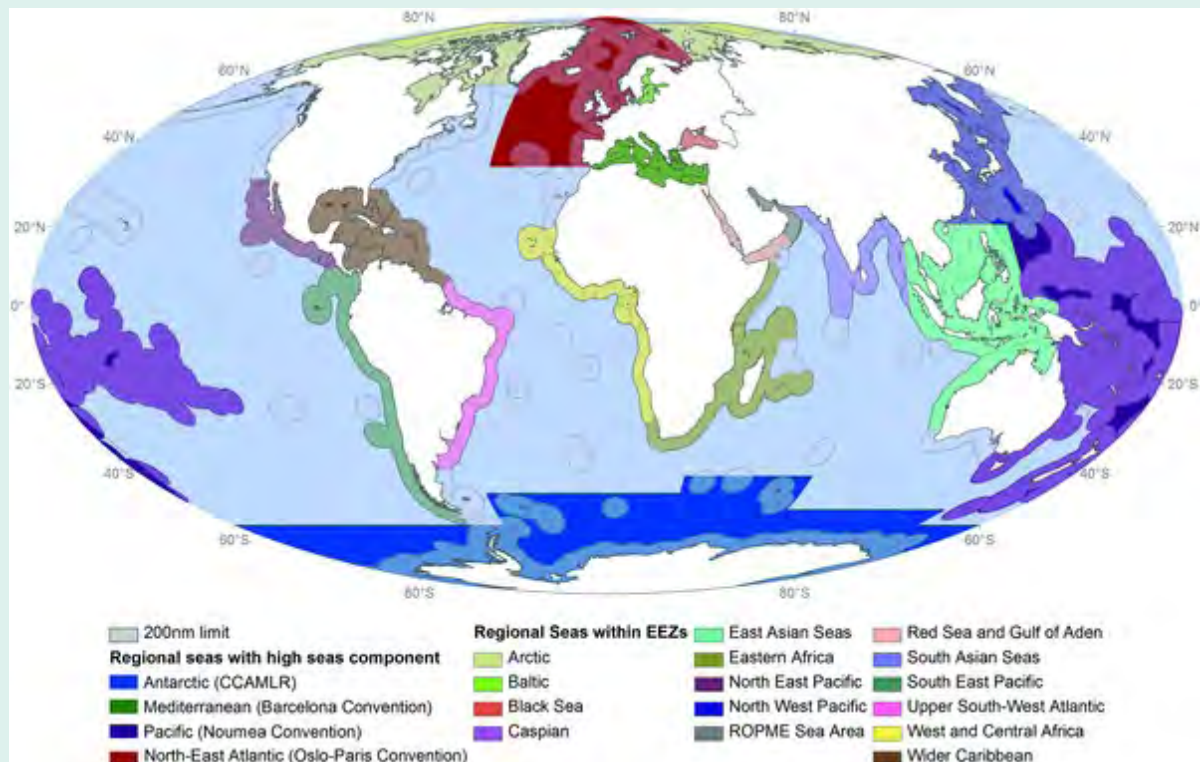 80°N 80°N
60°N 60°N
40°N 40°N
20°N 20°N
0° 0°
20°S 20°S
40°S 40°S
60°S 60°S
80°S 80°S
200nm limit
Regional seas with high seas component
Antarctic (CCAMLR)
Mediterranean (Barcelona Convention)
Pacific (Noumea Convention)
North-East Atlantic (Oslo-Paris Convention)
Regional Seas within EEZs
Arctic
Baltic
Black Sea
Caspian
East Asian Seas
Eastern Africa
North East Pacific
North West Pacific
ROPME Sea Area
Red Sea and Gulf of Aden
South Asian Seas
South East Pacific
Upper South-West Atlantic
West and Central Africa
Wider Caribbean